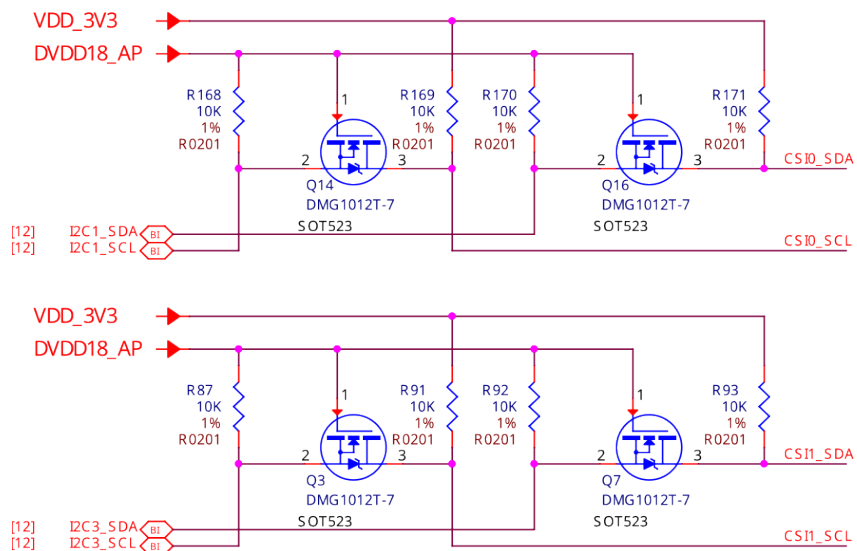 VDD_3V3
DVDD18_AP
R168
10K
1%
R0201
1
2
3
Q14
DMG1012T-7
SOT523
R169
10K
1%
R0201
R170
10K
1%
R0201
1
2
3
Q16
DMG1012T-7
SOT523
R171
10K
1%
R0201
CSI0_SDA
[12] I2C1_SDA BI
[12] I2C1_SCL BI
CSI0_SCL
VDD_3V3
DVDD18_AP
R87
10K
1%
R0201
1
2
3
Q3
DMG1012T-7
SOT523
R91
10K
1%
R0201
R92
10K
1%
R0201
1
2
3
Q7
DMG1012T-7
SOT523
R93
10K
1%
R0201
CSI1_SDA
[12] I2C3_SDA BI
[12] I2C3_SCL BI
CSI1_SCL